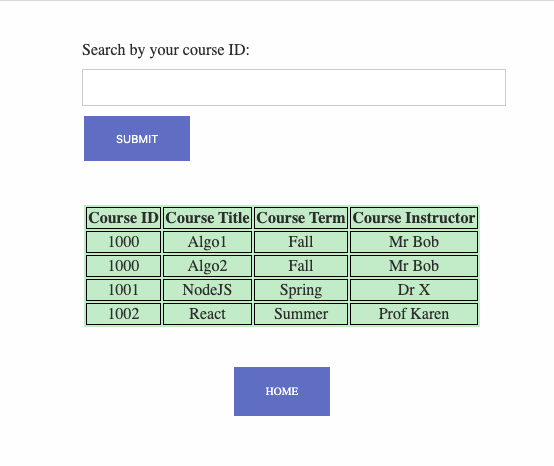 Search by your course ID:
SUBMIT
Course ID Course Title Course Term Course Instructor
1000 Algo1 Fall Mr Bob
1000 Algo2 Fall Mr Bob
1001 NodeJS Spring Dr X
1002 React Summer Prof Karen
HOME